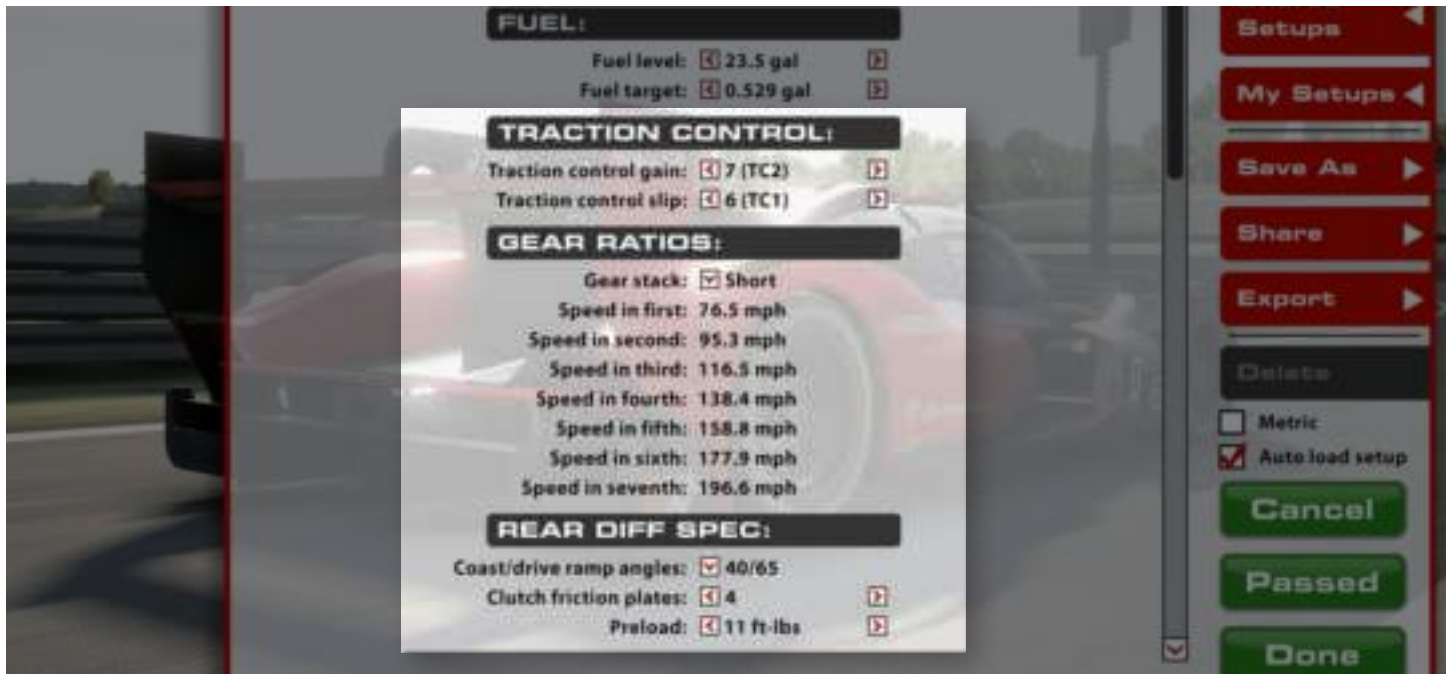 FUEL:
Fuel level: 23.5 gal
Fuel target: 0.529 gal
TRACTION CONTROL:
Traction control gain: 7 (TC2)
Traction control slip: 6 (TC1)
GEAR RATIOS:
Gear stack: Short
Speed in first: 76.5 mph
Speed in second: 95.3 mph
Speed in third: 116.5 mph
Speed in fourth: 138.4 mph
Speed in fifth: 158.8 mph
Speed in sixth: 177.9 mph
Speed in seventh: 196.6 mph
REAR DIFF SPEC:
Coast/drive ramp angles: 40/65
Clutch friction plates: 4
Preload: 11 ft-lbs
Setups
My Setups
Save As
Share
Export
Delete
Metric
Auto load setup
Cancel
Passed
Done